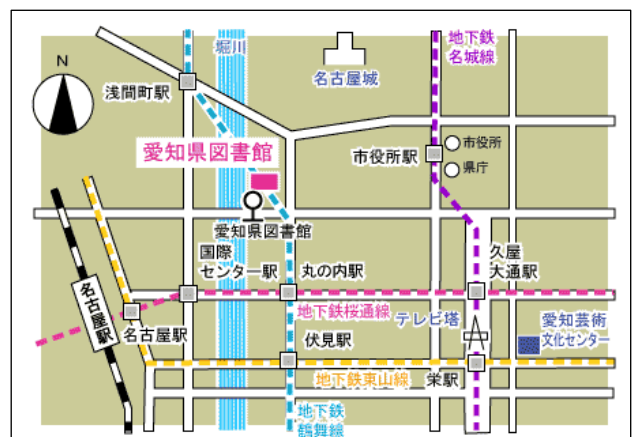 地下鉄
名城線
堀川
N
名古屋城
浅間町駅
市役所
愛知県図書館
市役所駅
県庁
愛知県図書館
国際
センター駅
丸の内駅
久屋
大通駅
名古屋駅
地下鉄桜通線
テレビ塔
愛知芸術
文化センター
名古屋駅
伏見駅
地下鉄東山線
栄駅
地下鉄
鶴舞線